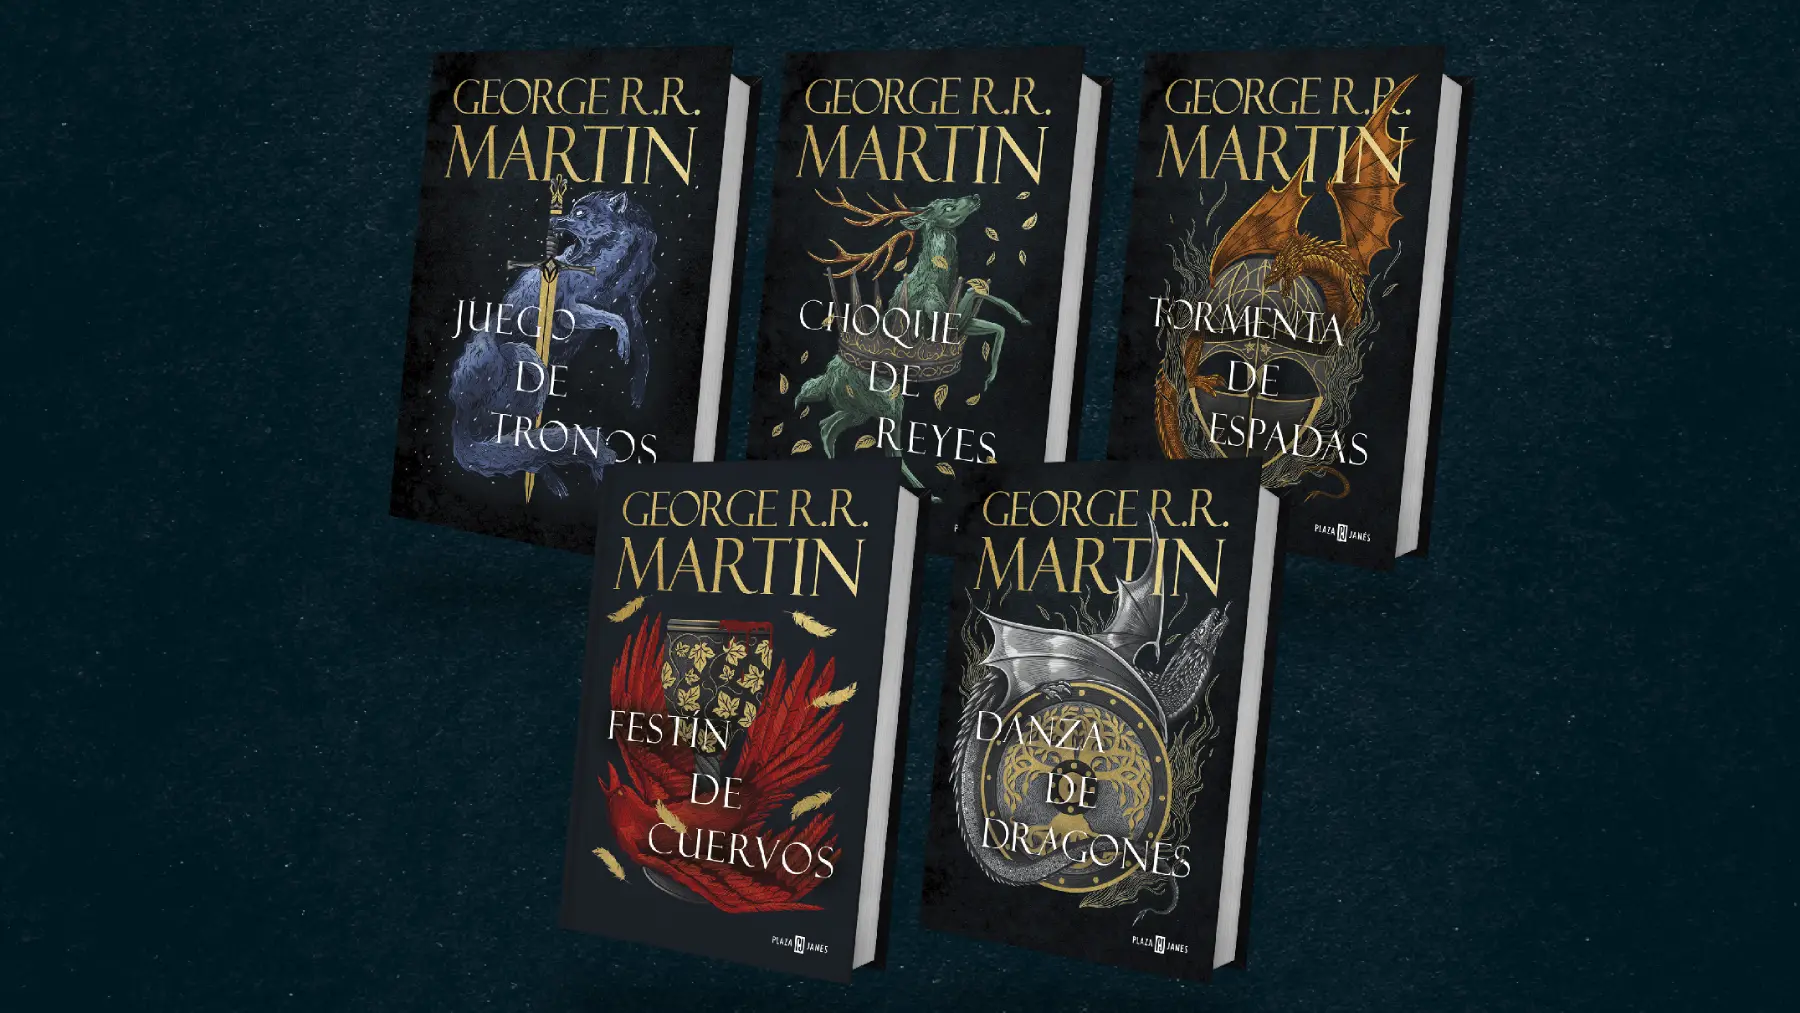 GEORGE R.R.
MARTIN
JUEGO
DE
TRONOS
GEORGE R.R.
MARTIN
CHOQUE
DE
REYES
GEORGE R.R.
MARTIN
TORMENTA
DE
ESPADAS
PLAZA JANÉS
GEORGE R.R.
MARTIN
FESTÍN
DE
CUERVOS
PLAZA JANÉS
GEORGE R.R.
MARTIN
DANZA
DE
DRAGONES
PLAZA JANÉS